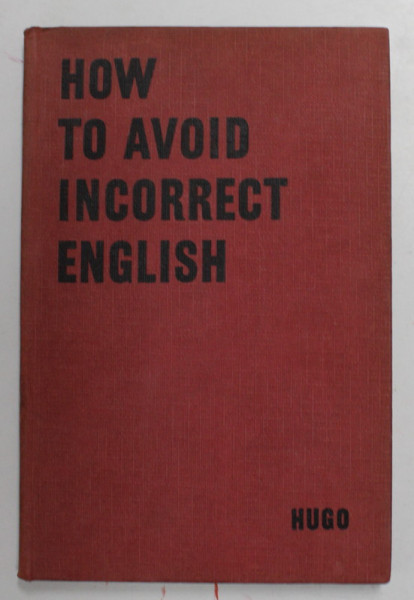 HOW
TO AVOID
INCORRECT
ENGLISH
HUGO